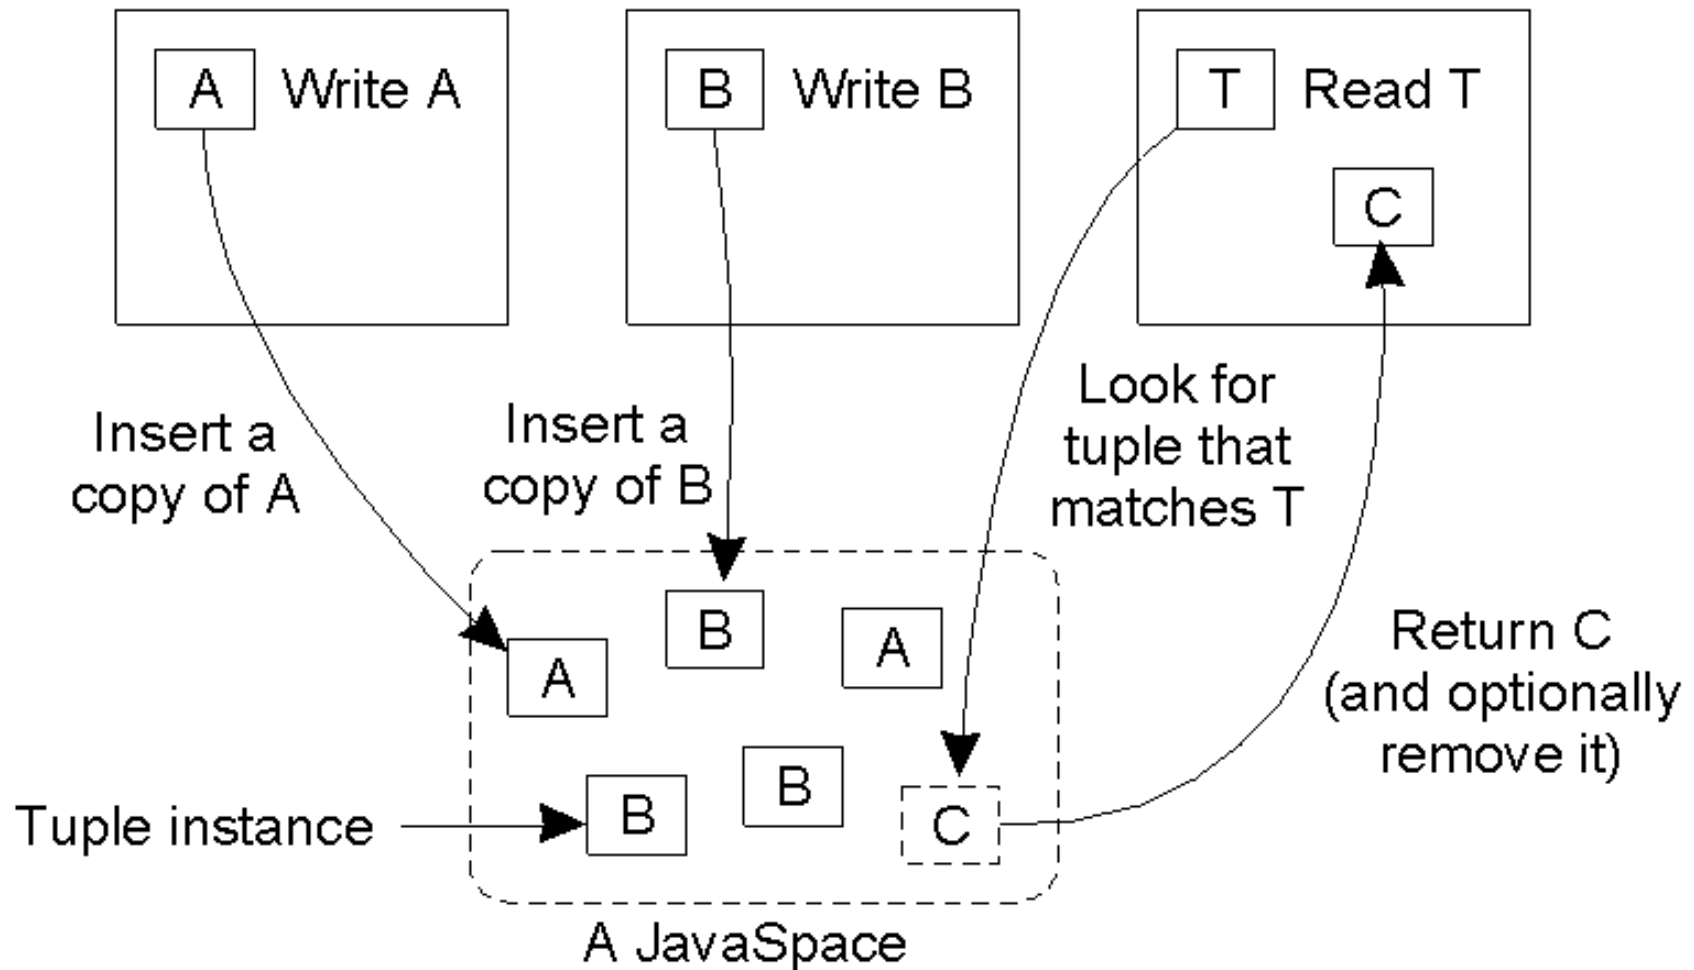 A Write A
B Write B
T Read T
C
Insert a
copy of A
Insert a
copy of B
Look for
tuple that
matches T
Return C
(and optionally
remove it)
B
A
A
B
B
C
Tuple instance
A JavaSpace